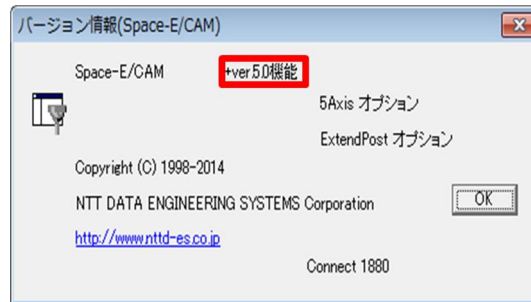 バージョン情報(Space-E/CAM)
Space-E/CAM +ver.5.0機能
5Axis オプション
ExtendPost オプション
Copyright (C) 1998-2014
NTT DATA ENGINEERING SYSTEMS Corporation
OK
http://www.nttd-es.co.jp
Connect 1880